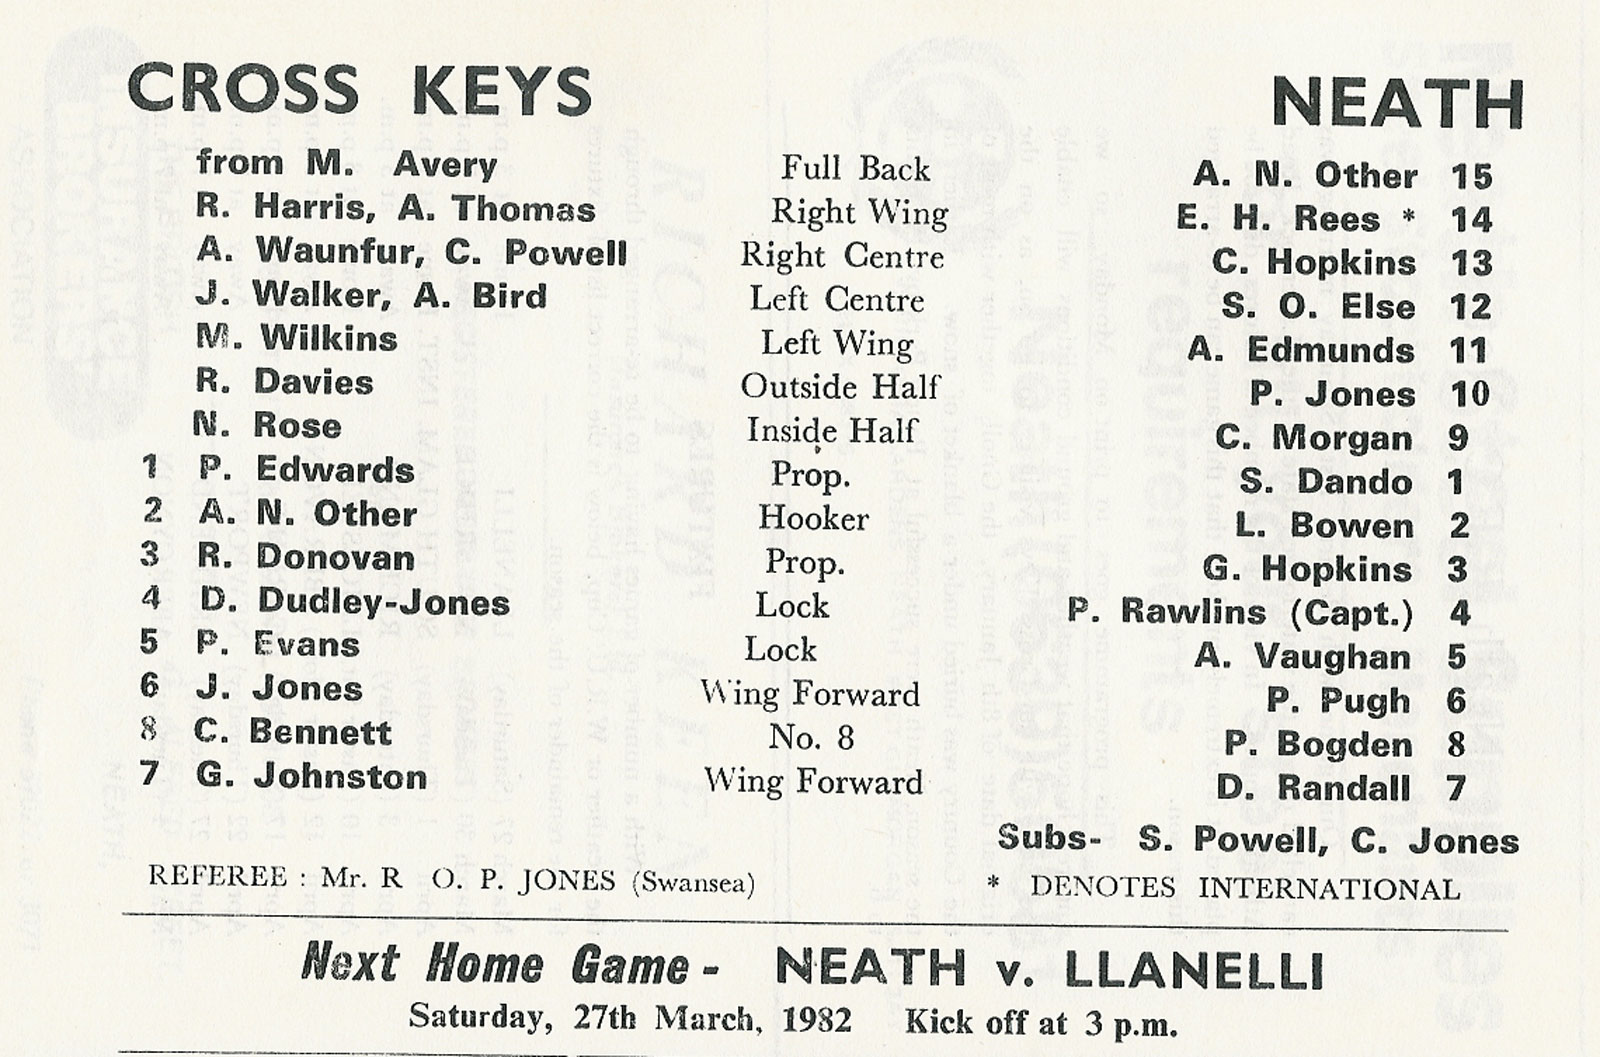 CROSS KEYS NEATH
from M. Avery Full Back A. N. Other 15
R. Harris, A. Thomas Right Wing E. H. Rees * 14
A. Waunfur, C. Powell Right Centre C. Hopkins 13
J. Walker, A. Bird Left Centre S. O. Else 12
M. Wilkins Left Wing A. Edmunds 11
R. Davies Outside Half P. Jones 10
N. Rose Inside Half C. Morgan 9
1 P. Edwards Prop. S. Dando 1
2 A. N. Other Hooker L. Bowen 2
3 R. Donovan Prop. G. Hopkins 3
4 D. Dudley-Jones Lock P. Rawlins (Capt.) 4
5 P. Evans Lock A. Vaughan 5
6 J. Jones Wing Forward P. Pugh 6
8 C. Bennett No. 8 P. Bogden 8
7 G. Johnston Wing Forward D. Randall 7
Subs- S. Powell, C. Jones
REFEREE : Mr. R O. P. JONES (Swansea) * DENOTES INTERNATIONAL
Next Home Game - NEATH v. LLANELLI
Saturday, 27th March, 1982 Kick off at 3 p.m.